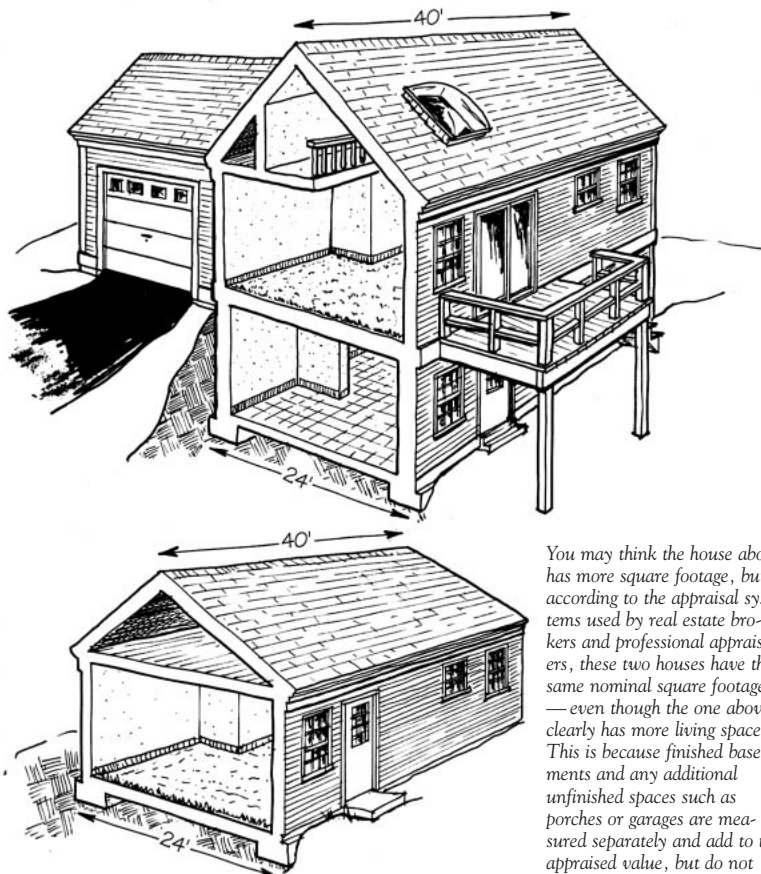 40'
24'
40'
24'
You may think the house abo
has more square footage, bu
according to the appraisal sys
tems used by real estate bro-
kers and professional apprais
ers, these two houses have th
same nominal square footage
— even though the one abov
clearly has more living space
This is because finished base
ments and any additional
unfinished spaces such as
porches or garages are mea-
sured separately and add to t
appraised value, but do not